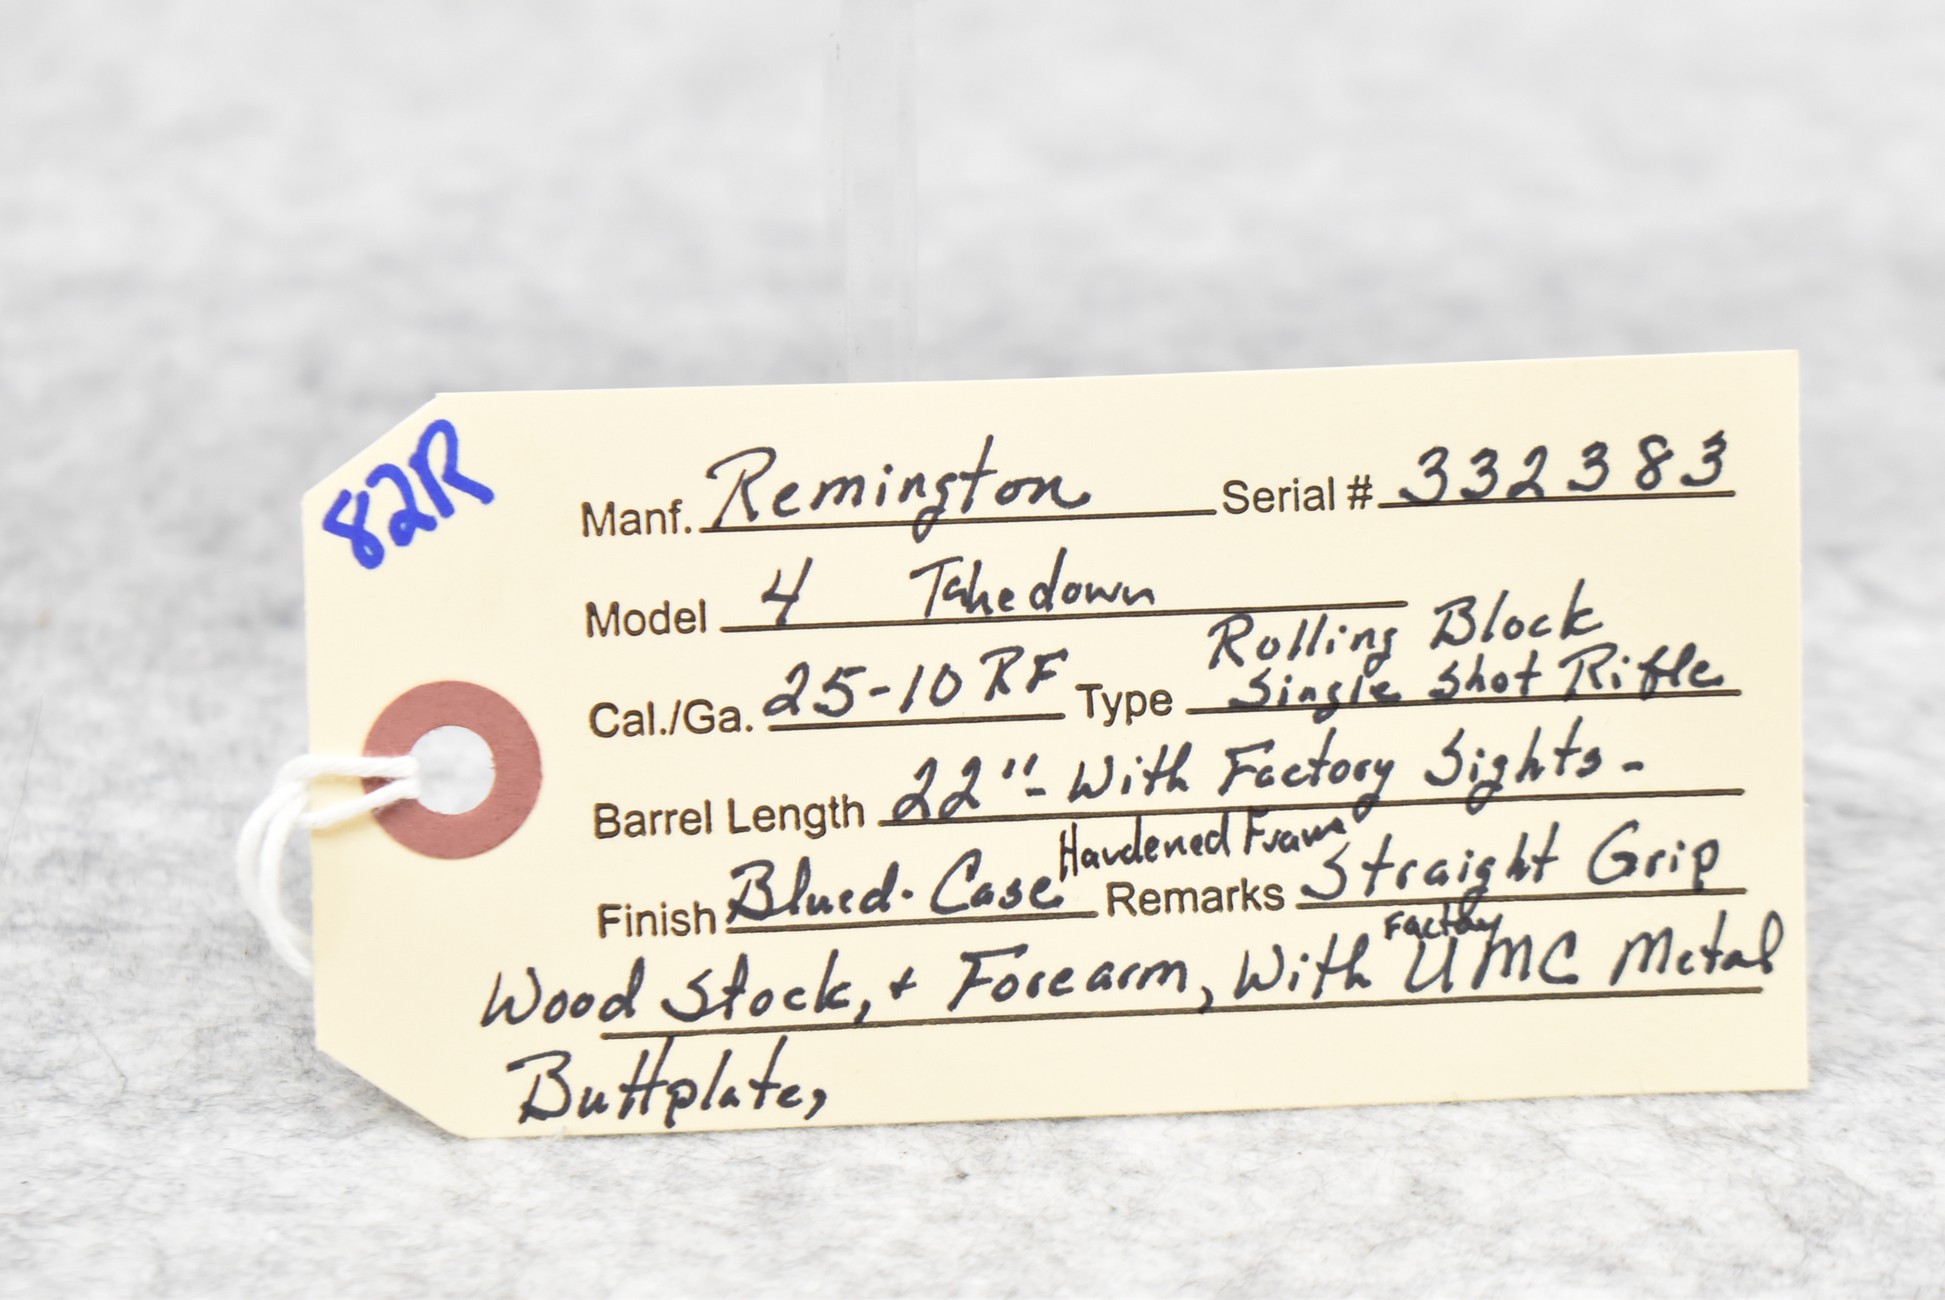 82R
Manf. Remington Serial # 332383
Model 4 Takedown
Cal./Ga. 25-10 RF Type Rolling Block
Single Shot Rifle
Barrel Length 22"- With Factory Sights-
Finish Blued. Case Hardened Frame Remarks Straight Grip
Wood Stock, + Forearm, With Factory UMC Metal
Buttplate,